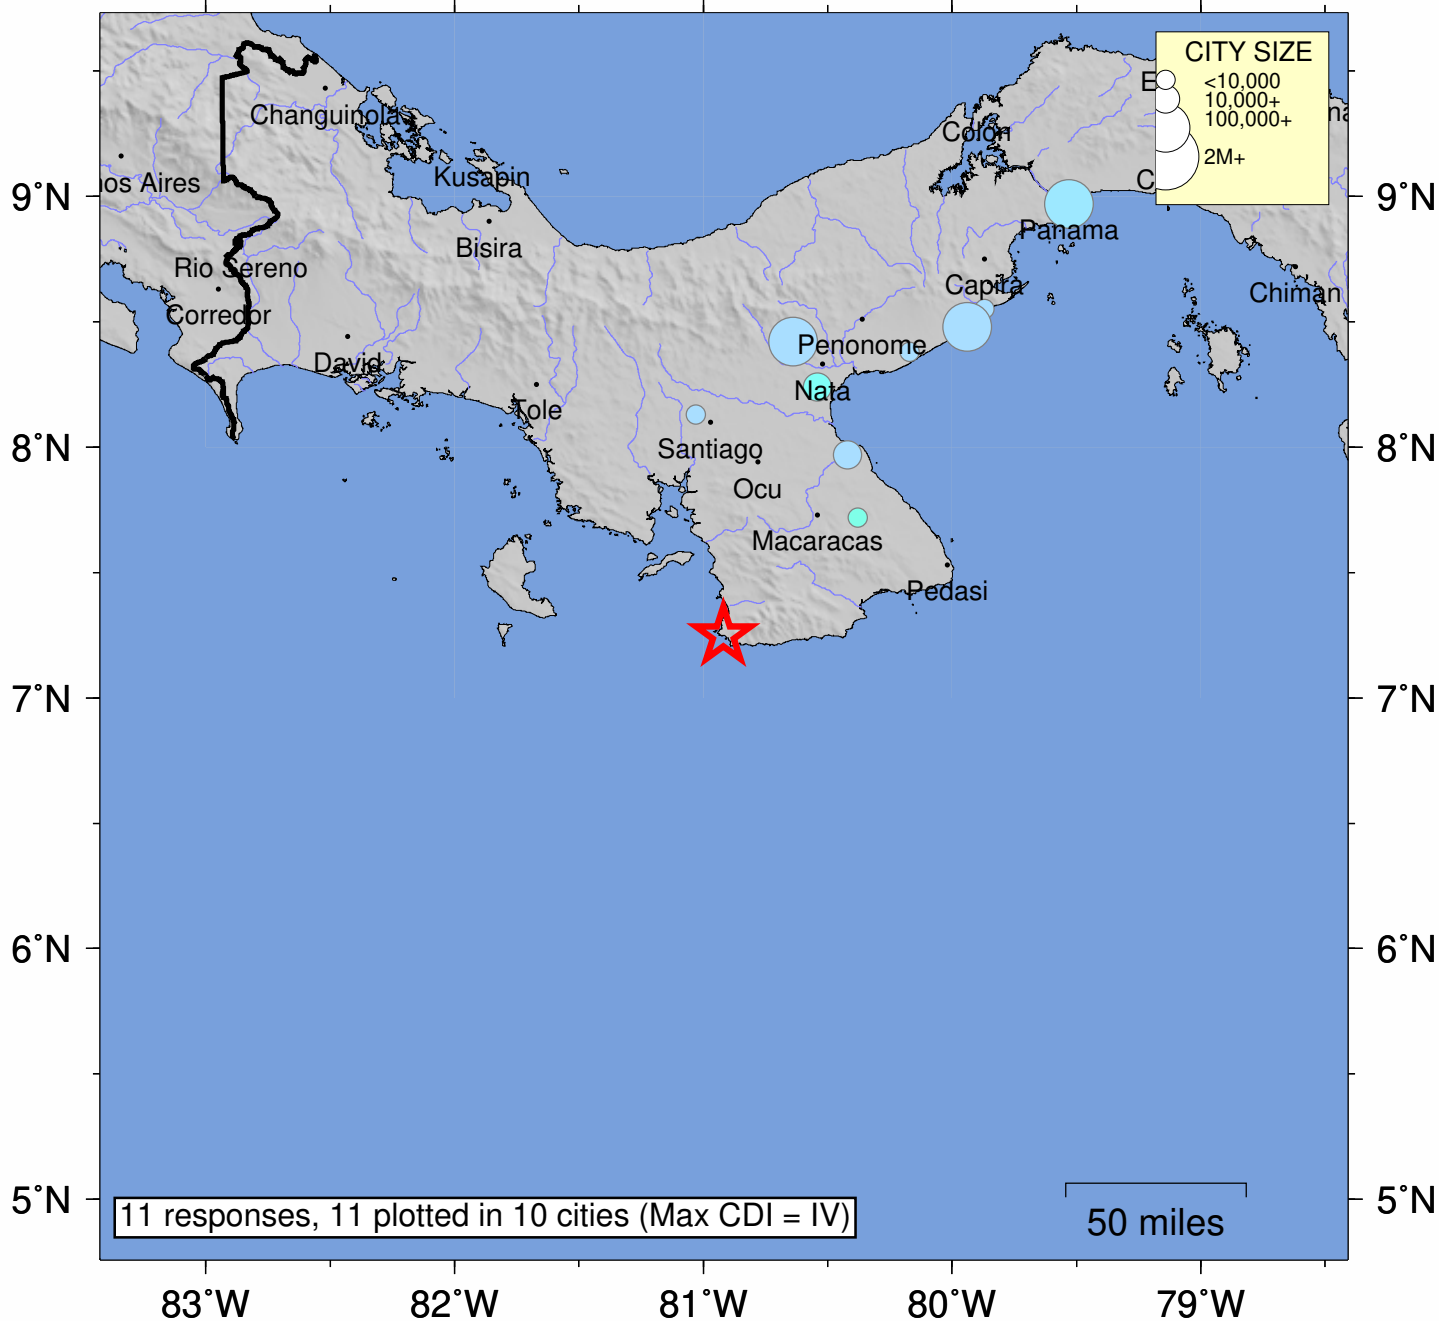 CITY SIZE
<10,000
10,000+
100,000+
2M+
E
Changuinola
Colon
Kusapin
nos Aires
C
9°N
9°N
Panama
Bisira
Rio Sereno
Capira
Chiman
Corredor
Penonome
David
Nata
Tole
8°N
Santiago
8°N
Ocu
Macaracas
Pedasi
7°N
7°N
6°N
6°N
5°N
5°N
11 responses, 11 plotted in 10 cities (Max CDI = IV)
50 miles
83°W
82°W
81°W
80°W
79°W